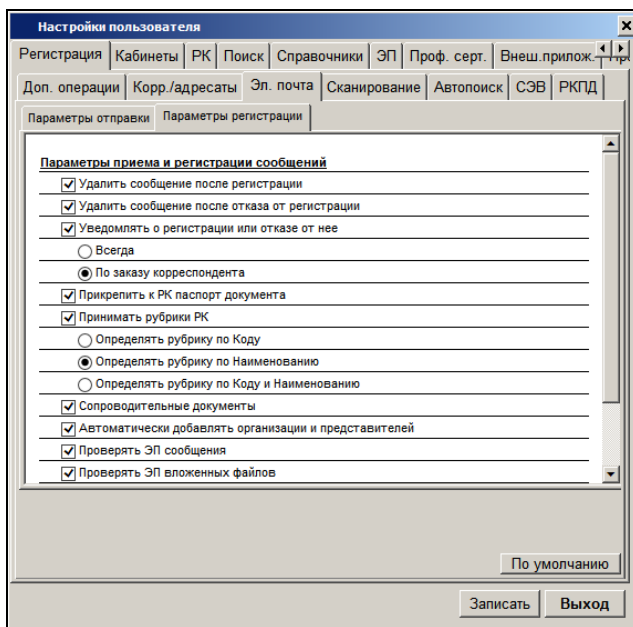 Настройки пользователя
Регистрация Кабинеты РК Поиск Справочники ЭП Проф. серт. Внеш.прилож.
Доп. операции Корр./адресаты Эл. почта Сканирование Автопоиск СЭВ РКПД
Параметры отправки Параметры регистрации
Параметры приема и регистрации сообщений
Удалить сообщение после регистрации
Удалить сообщение после отказа от регистрации
Уведомлять о регистрации или отказе от нее
Всегда
По заказу корреспондента
Прикрепить к РК паспорт документа
Принимать рубрики РК
Определять рубрику по Коду
Определять рубрику по Наименованию
Определять рубрику по Коду и Наименованию
Сопроводительные документы
Автоматически добавлять организации и представителей
Проверять ЭП сообщения
Проверять ЭП вложенных файлов
По умолчанию
Записать Выход